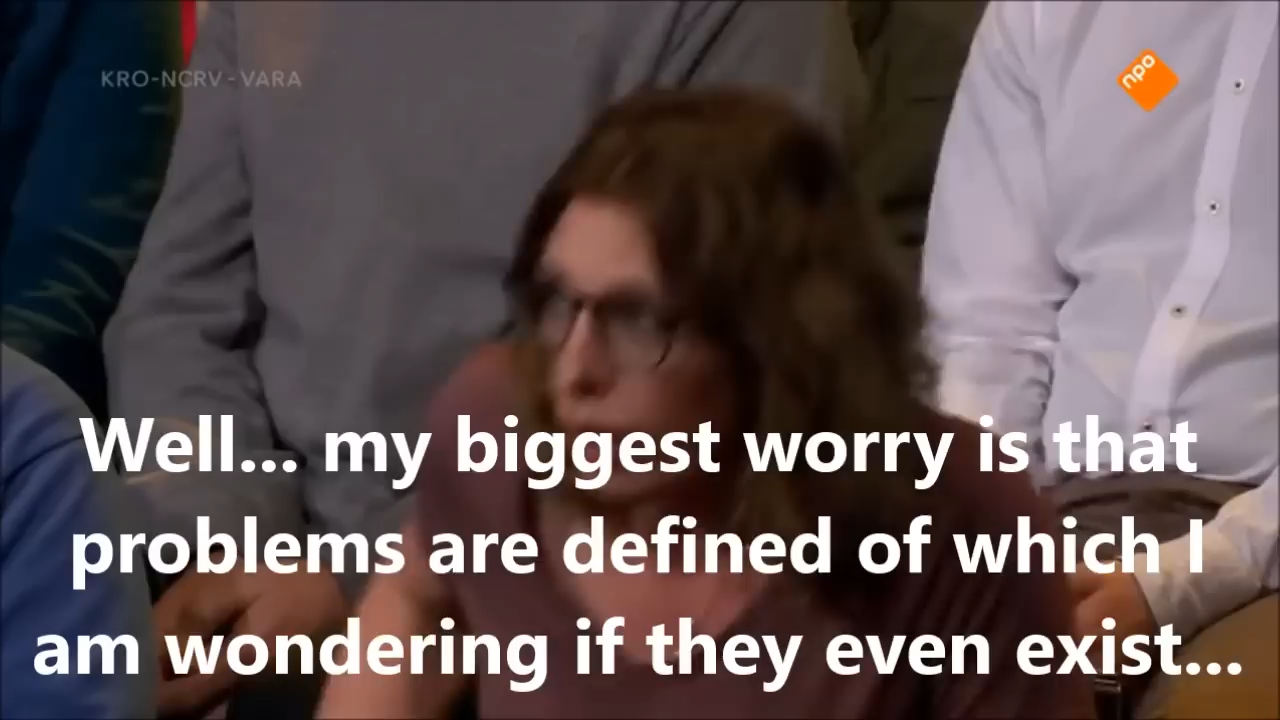 KRO-NCRV - VARA
npo
Well... my biggest worry is that
problems are defined of which I
am wondering if they even exist...